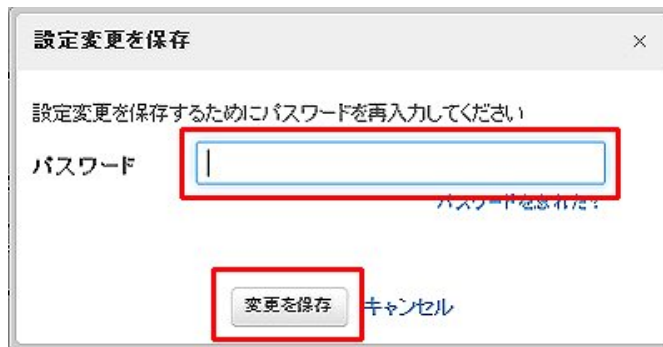 設定変更を保存 ×
設定変更を保存するためにパスワードを再入力してください
パスワード
パスワードを忘れた?
変更を保存 キャンセル